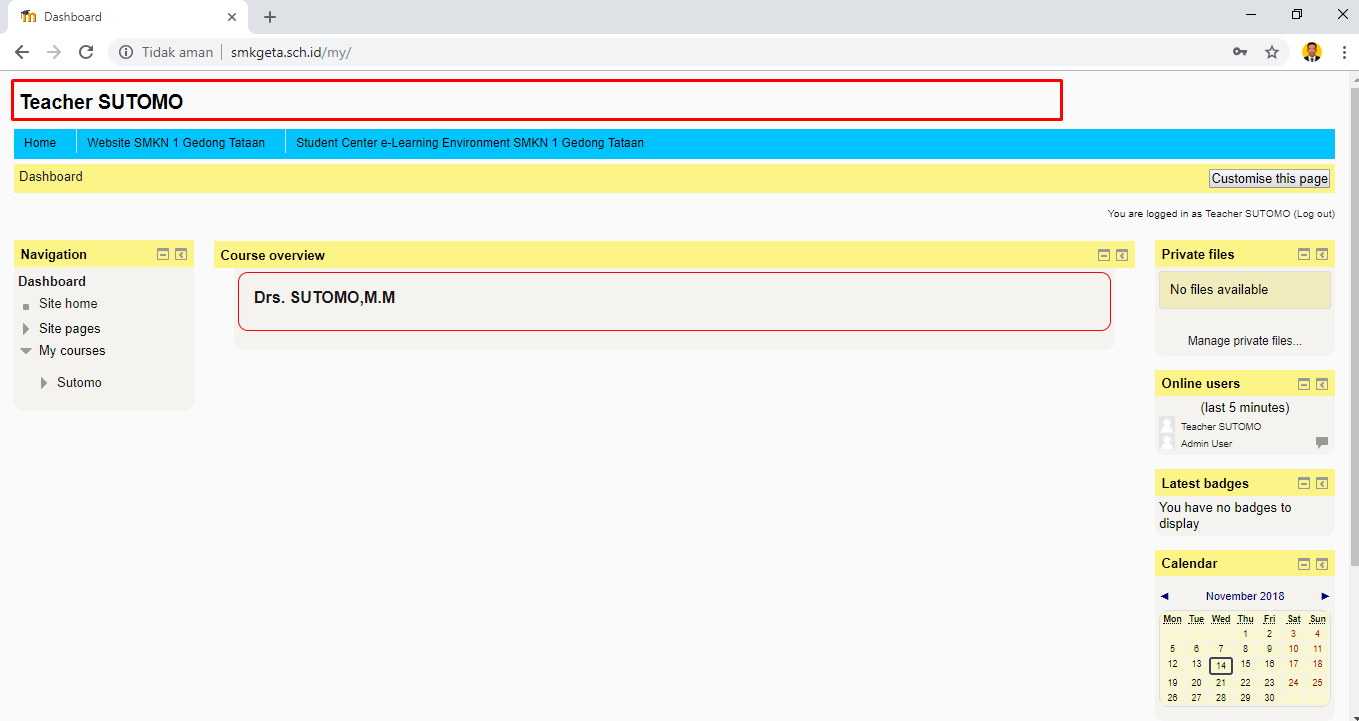 Dashboard
Tidak aman smkgeta.sch.id/my/
Teacher SUTOMO
Home Website SMKN 1 Gedong Tataan Student Center e-Learning Environment SMKN 1 Gedong Tataan
Dashboard Customise this page
You are logged in as Teacher SUTOMO (Log out)
Navigation
Dashboard
Site home
Site pages
My courses
Sutomo
Course overview
Drs. SUTOMO,M.M
Private files
No files available
Manage private files...
Online users
(last 5 minutes)
Teacher SUTOMO
Admin User
Latest badges
You have no badges to
display
Calendar
November 2018
Mon Tue Wed Thu Fri Sat Sun
1 2 3 4
5 6 7 8 9 10 11
12 13 14 15 16 17 18
19 20 21 22 23 24 25
26 27 28 29 30